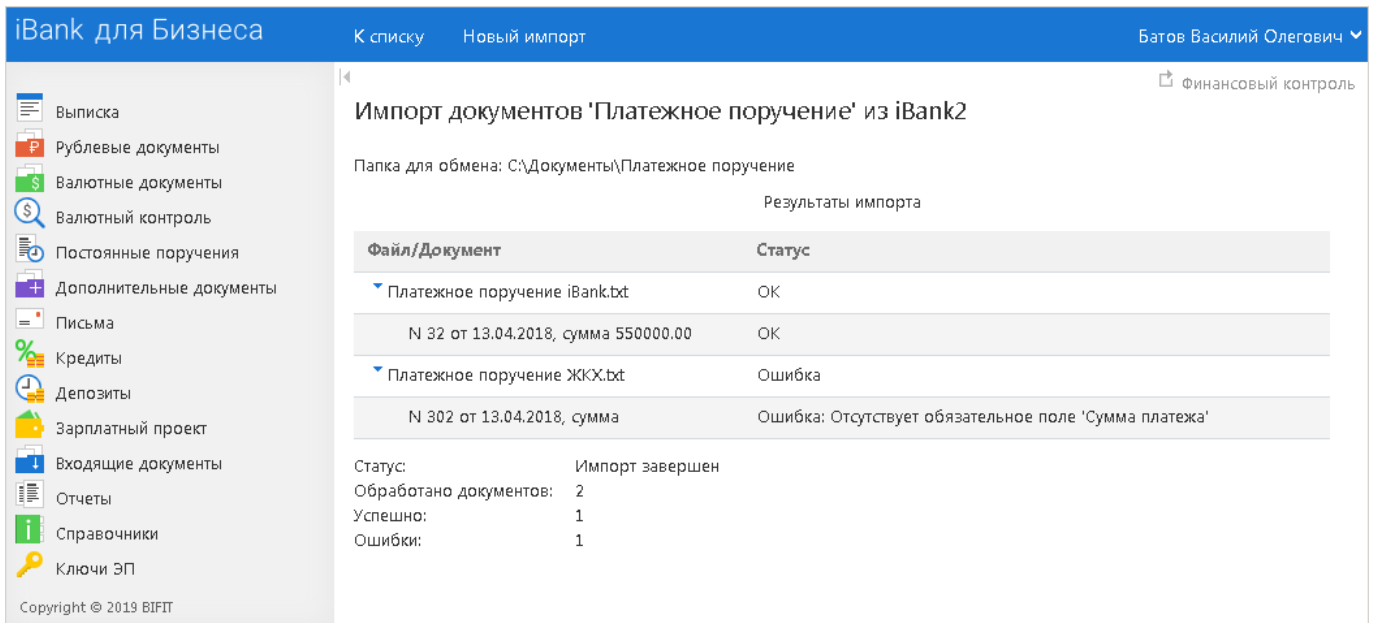 iBank для Бизнеса
К списку Новый импорт Батов Василий Олегович
Финансовый контроль
Выписка
Рублевые документы
Валютные документы
Валютный контроль
Постоянные поручения
Дополнительные документы
Письма
Кредиты
Депозиты
Зарплатный проект
Входящие документы
Отчеты
Справочники
Ключи ЭП
Copyright © 2019 BIFIT
Импорт документов 'Платежное поручение' из iBank2
Папка для обмена: C:\Документы\Платежное поручение
Результаты импорта
Файл/Документ Статус
Платежное поручение iBank.txt ОК
N 32 от 13.04.2018, сумма 550000.00 ОК
Платежное поручение ЖКХ.txt Ошибка
N 302 от 13.04.2018, сумма Ошибка: Отсутствует обязательное поле 'Сумма платежа'
Статус: Импорт завершен
Обработано документов: 2
Успешно: 1
Ошибки: 1